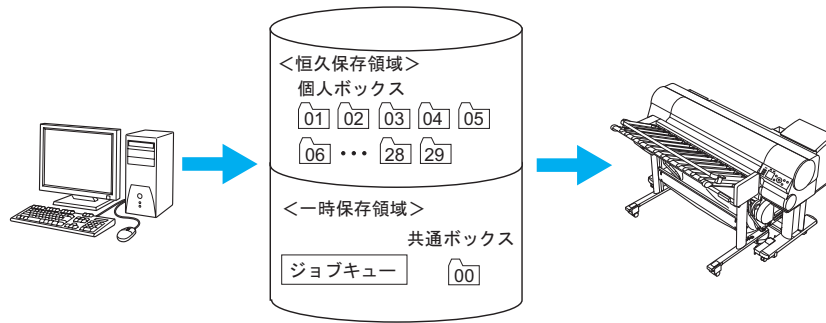 ＜恒久保存領域＞
個人ボックス
01 02 03 04 05
06 ・・・ 28 29
＜一時保存領域＞
共通ボックス
ジョブキュー 00